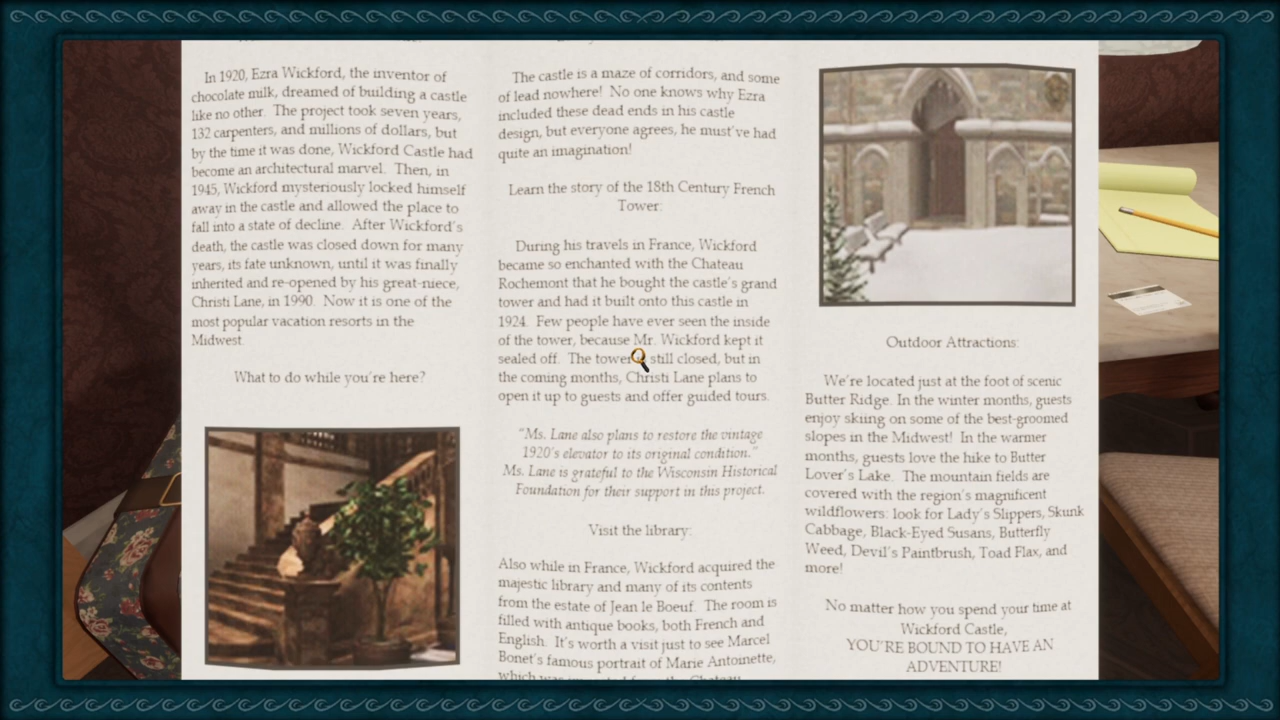 In 1920, Ezra Wickford, the inventor of
chocolate milk, dreamed of building a castle
like no other. The project took seven years,
132 carpenters, and millions of dollars, but
by the time it was done, Wickford Castle had
become an architectural marvel. Then, in
1945, Wickford mysteriously locked himself
away in the castle and allowed the place to
fall into a state of decline. After Wickford's
death, the castle was closed down for many
years, its fate unknown, until it was finally
inherited and re-opened by his great-niece,
Christi Lane, in 1990. Now it is one of the
most popular vacation resorts in the
Midwest.
What to do while you're here?
The castle is a maze of corridors, and some
of lead nowhere! No one knows why Ezra
included these dead ends in his castle
design, but everyone agrees, he must've had
quite an imagination!
Learn the story of the 18th Century French
Tower:
During his travels in France, Wickford
became so enchanted with the Chateau
Rochemont that he bought the castle's grand
tower and had it built onto this castle in
1924. Few people have ever seen the inside
of the tower, because Mr. Wickford kept it
sealed off. The tower is still closed, but in
the coming months, Christi Lane plans to
open it up to guests and offer guided tours.
"Ms. Lane also plans to restore the vintage
1920's elevator to its original condition."
Ms. Lane is grateful to the Wisconsin Historical
Foundation for their support in this project.
Visit the library:
Also while in France, Wickford acquired the
majestic library and many of its contents
from the estate of Jean le Boeuf. The room is
filled with antique books, both French and
English. It's worth a visit just to see Marcel
Bonet's famous portrait of Marie Antoinette,
which was
Outdoor Attractions:
We're located just at the foot of scenic
Butter Ridge. In the winter months, guests
enjoy skiing on some of the best-groomed
slopes in the Midwest! In the warmer
months, guests love the hike to Butter
Lover's Lake. The mountain fields are
covered with the region's magnificent
wildflowers: look for Lady's Slippers, Skunk
Cabbage, Black-Eyed Susans, Butterfly
Weed, Devil's Paintbrush, Toad Flax, and
more!
No matter how you spend your time at
Wickford Castle,
YOU'RE BOUND TO HAVE AN
ADVENTURE!